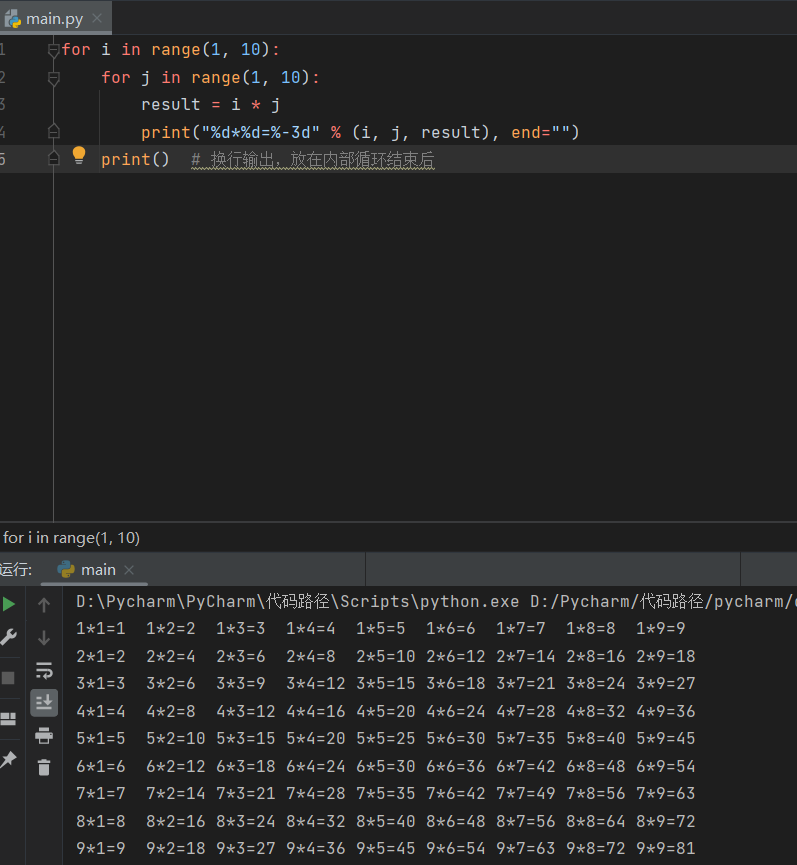 main.py
1 for i in range(1, 10):
2 for j in range(1, 10):
3 result = i * j
4 print("%d*%d=%-3d" % (i, j, result), end="")
5 print()  # 换行输出，放在内部循环结束后
for i in range(1, 10)
运行: main
D:\Pycharm\PyCharm\代码路径\Scripts\python.exe D:/Pycharm/代码路径/pycharm/
1*1=1  1*2=2  1*3=3  1*4=4  1*5=5  1*6=6  1*7=7  1*8=8  1*9=9
2*1=2  2*2=4  2*3=6  2*4=8  2*5=10 2*6=12 2*7=14 2*8=16 2*9=18
3*1=3  3*2=6  3*3=9  3*4=12 3*5=15 3*6=18 3*7=21 3*8=24 3*9=27
4*1=4  4*2=8  4*3=12 4*4=16 4*5=20 4*6=24 4*7=28 4*8=32 4*9=36
5*1=5  5*2=10 5*3=15 5*4=20 5*5=25 5*6=30 5*7=35 5*8=40 5*9=45
6*1=6  6*2=12 6*3=18 6*4=24 6*5=30 6*6=36 6*7=42 6*8=48 6*9=54
7*1=7  7*2=14 7*3=21 7*4=28 7*5=35 7*6=42 7*7=49 7*8=56 7*9=63
8*1=8  8*2=16 8*3=24 8*4=32 8*5=40 8*6=48 8*7=56 8*8=64 8*9=72
9*1=9  9*2=18 9*3=27 9*4=36 9*5=45 9*6=54 9*7=63 9*8=72 9*9=81